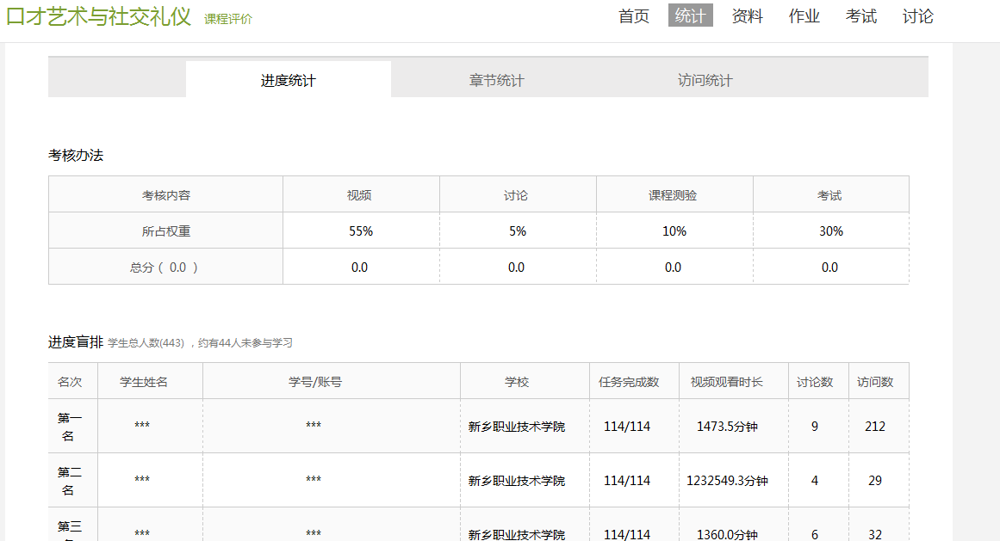 口才艺术与社交礼仪 课程评价 首页 统计 资料 作业 考试 讨论
进度统计 章节统计 访问统计
考核办法
考核内容 视频 讨论 课程测验 考试
所占权重 55% 5% 10% 30%
总分（ 0.0 ） 0.0 0.0 0.0 0.0
进度盲排 学生总人数(443) ，约有44人未参与学习
名次 学生姓名 学号/账号 学校 任务完成数 视频观看时长 讨论数 访问数
第一名 *** *** 新乡职业技术学院 114/114 1473.5分钟 9 212
第二名 *** *** 新乡职业技术学院 114/114 1232549.3分钟 4 29
第三名 *** *** 新乡职业技术学院 114/114 1360.0分钟 6 32